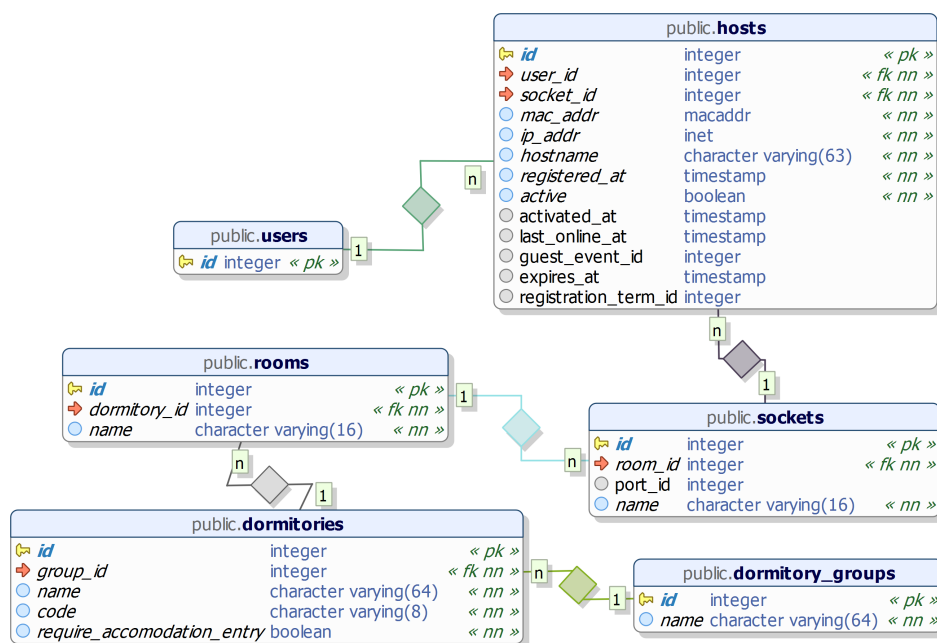 public.hosts
id integer « pk »
user_id integer « fk nn »
socket_id integer « fk nn »
mac_addr macaddr « nn »
ip_addr inet « nn »
hostname character varying(63) « nn »
registered_at timestamp « nn »
active boolean « nn »
activated_at timestamp
last_online_at timestamp
guest_event_id integer
expires_at timestamp
registration_term_id integer
n
public.users
id integer « pk »
1
n
1
public.rooms
id integer « pk »
dormitory_id integer « fk nn »
name character varying(16) « nn »
1
n
public.sockets
id integer « pk »
room_id integer « fk nn »
port_id integer
name character varying(16) « nn »
n
1
public.dormitories
id integer « pk »
group_id integer « fk nn »
name character varying(64) « nn »
code character varying(8) « nn »
require_accomodation_entry boolean « nn »
n
1
public.dormitory_groups
id integer « pk »
name character varying(64) « nn »